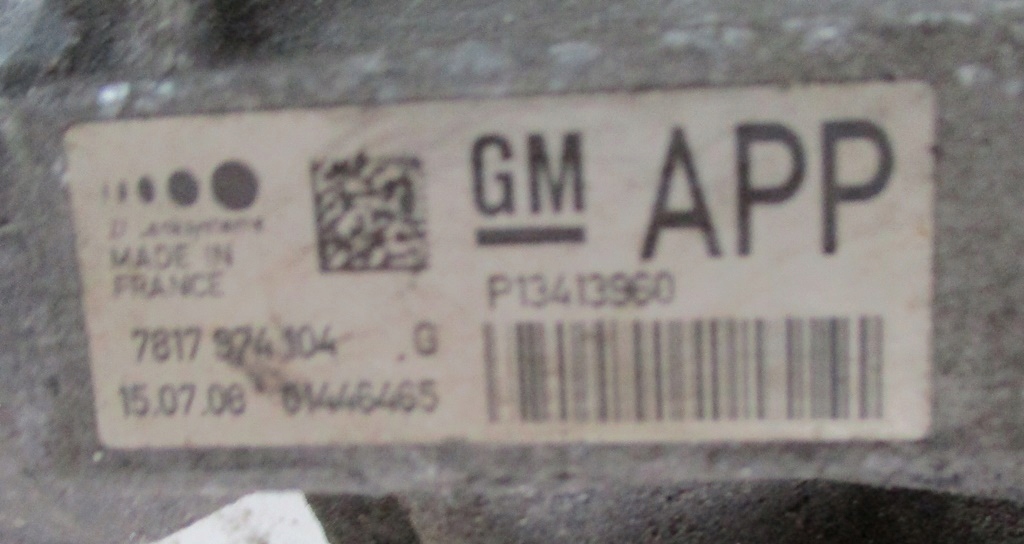 MADE IN
FRANCE
7817 974 104 .G
15.07.08 01446465
GM APP
P13413960